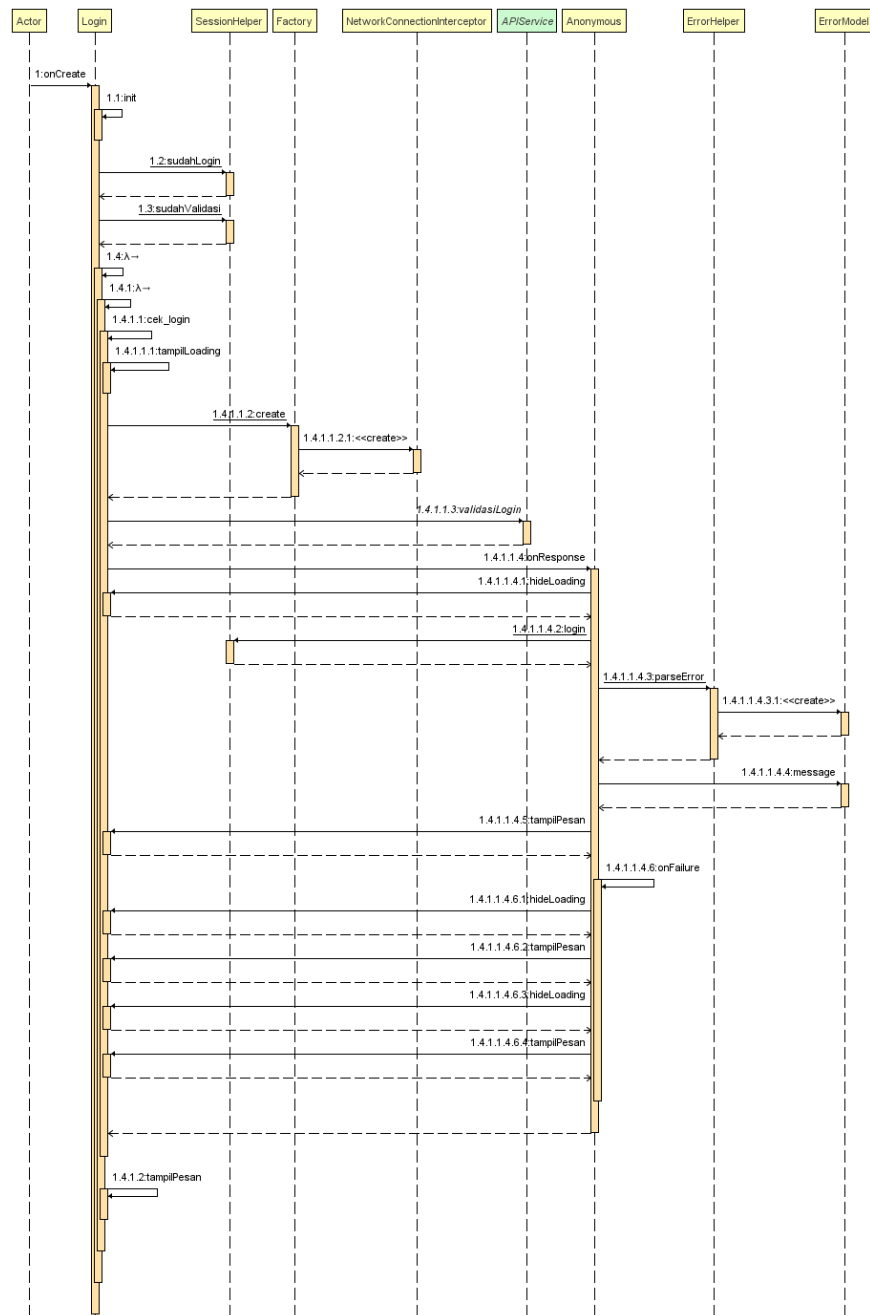 Actor Login SessionHelper Factory NetworkConnectionInterceptor APIService Anonymous ErrorHelper ErrorModel
1:onCreate
1.1:init
1.2:sudahLogin
1.3:sudahValidasi
1.4:λ→
1.4.1:λ→
1.4.1.1:cek_login
1.4.1.1.1:tampilLoading
1.4.1.1.2:create
1.4.1.1.2.1:<<create>>
1.4.1.1.3:validasiLogin
1.4.1.1.4:onResponse
1.4.1.1.4.1:hideLoading
1.4.1.1.4.2:login
1.4.1.1.4.3:parseError
1.4.1.1.4.3.1:<<create>>
1.4.1.1.4.4:message
1.4.1.1.4.5:tampilPesan
1.4.1.1.4.6:onFailure
1.4.1.1.4.6.1:hideLoading
1.4.1.1.4.6.2:tampilPesan
1.4.1.1.4.6.3:hideLoading
1.4.1.1.4.6.4:tampilPesan
1.4.1.2:tampilPesan